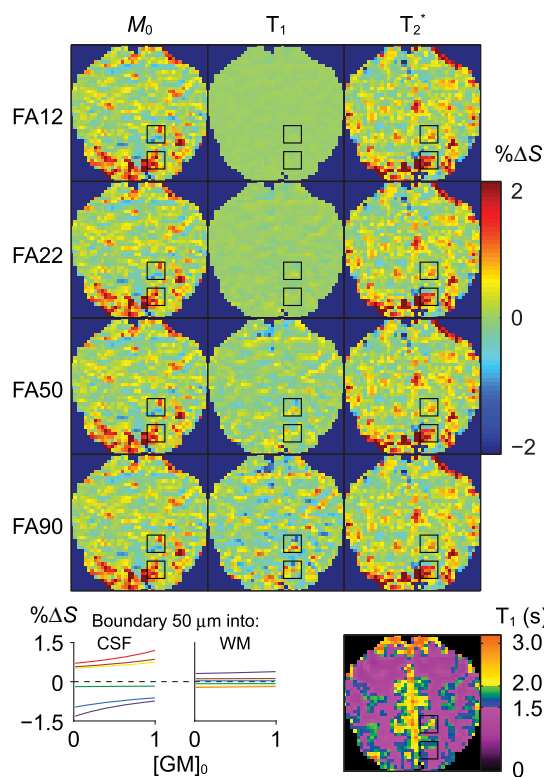 M₀ T₁ T₂*
FA12
%ΔS
2
FA22
0
FA50
−2
FA90
%ΔS Boundary 50 μm into:
CSF WM
1.5
0
−1.5
0 1 0 1
[GM]₀
T₁ (s)
3.0
2.0
1.5
0